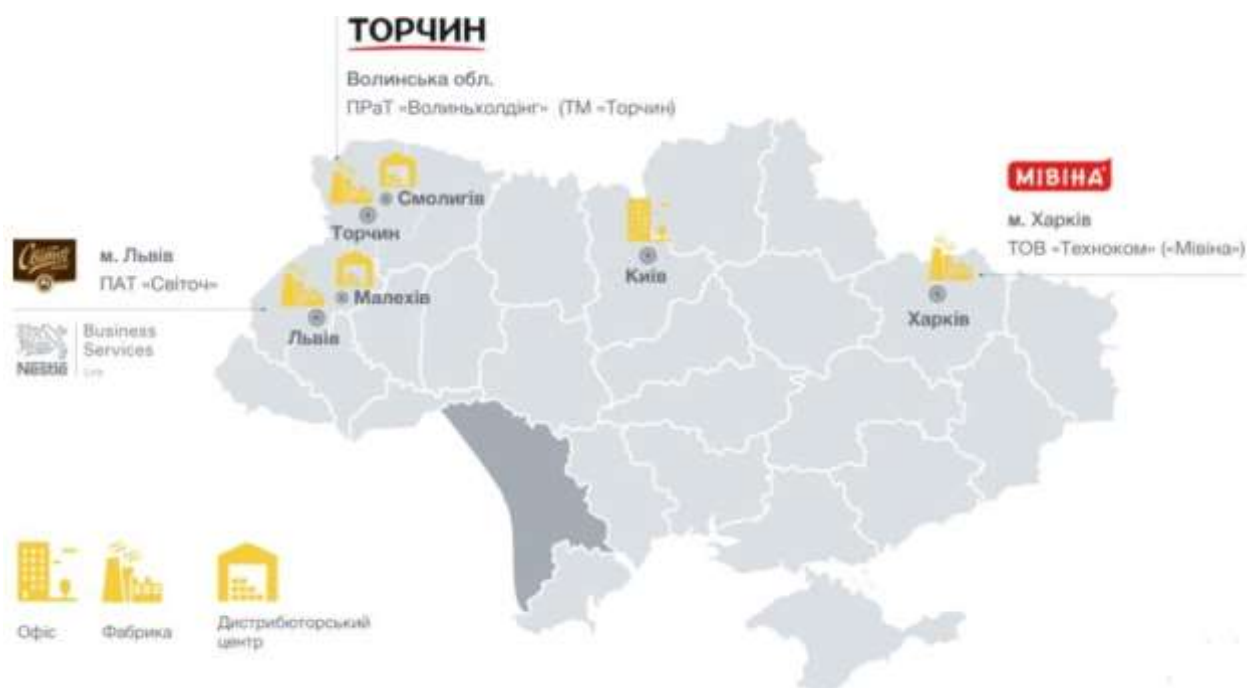 ТОРЧИН
Волинська обл.
ПРаТ «Волиньхолдінг» (ТМ «Торчин)
Смолигів
Торчин
МІВІНА
м. Харків
ТОВ «Техноком» («Мівіна»)
Світоч
м. Львів
ПАТ «Світоч»
Київ
Малехів
Львів
Харків
Business
Services
Nestlé
Офіс
Фабрика
Дистрибюторський
центр